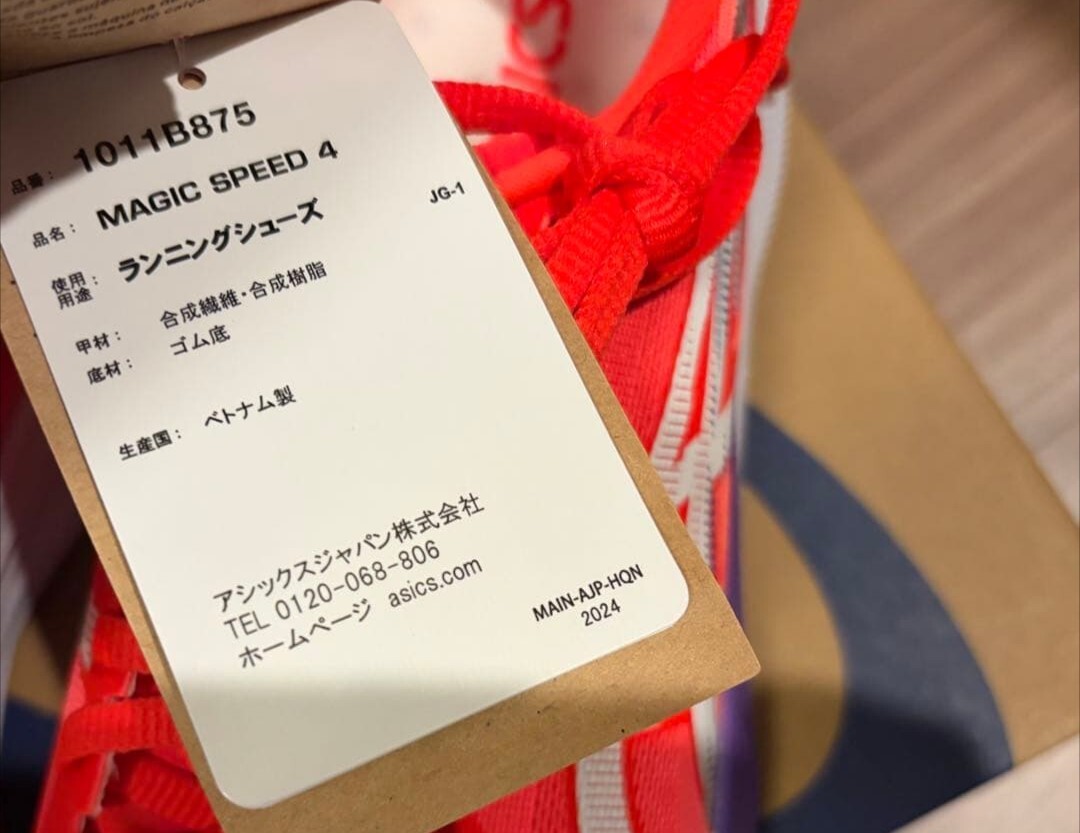 品番： 1011B875
品名： MAGIC SPEED 4
JG-1
使用用途： ランニングシューズ
甲材： 合成繊維・合成樹脂
底材： ゴム底
生産国： ベトナム製
アシックスジャパン株式会社
TEL 0120-068-806
ホームページ asics.com
MAIN-AJP-HQN
2024